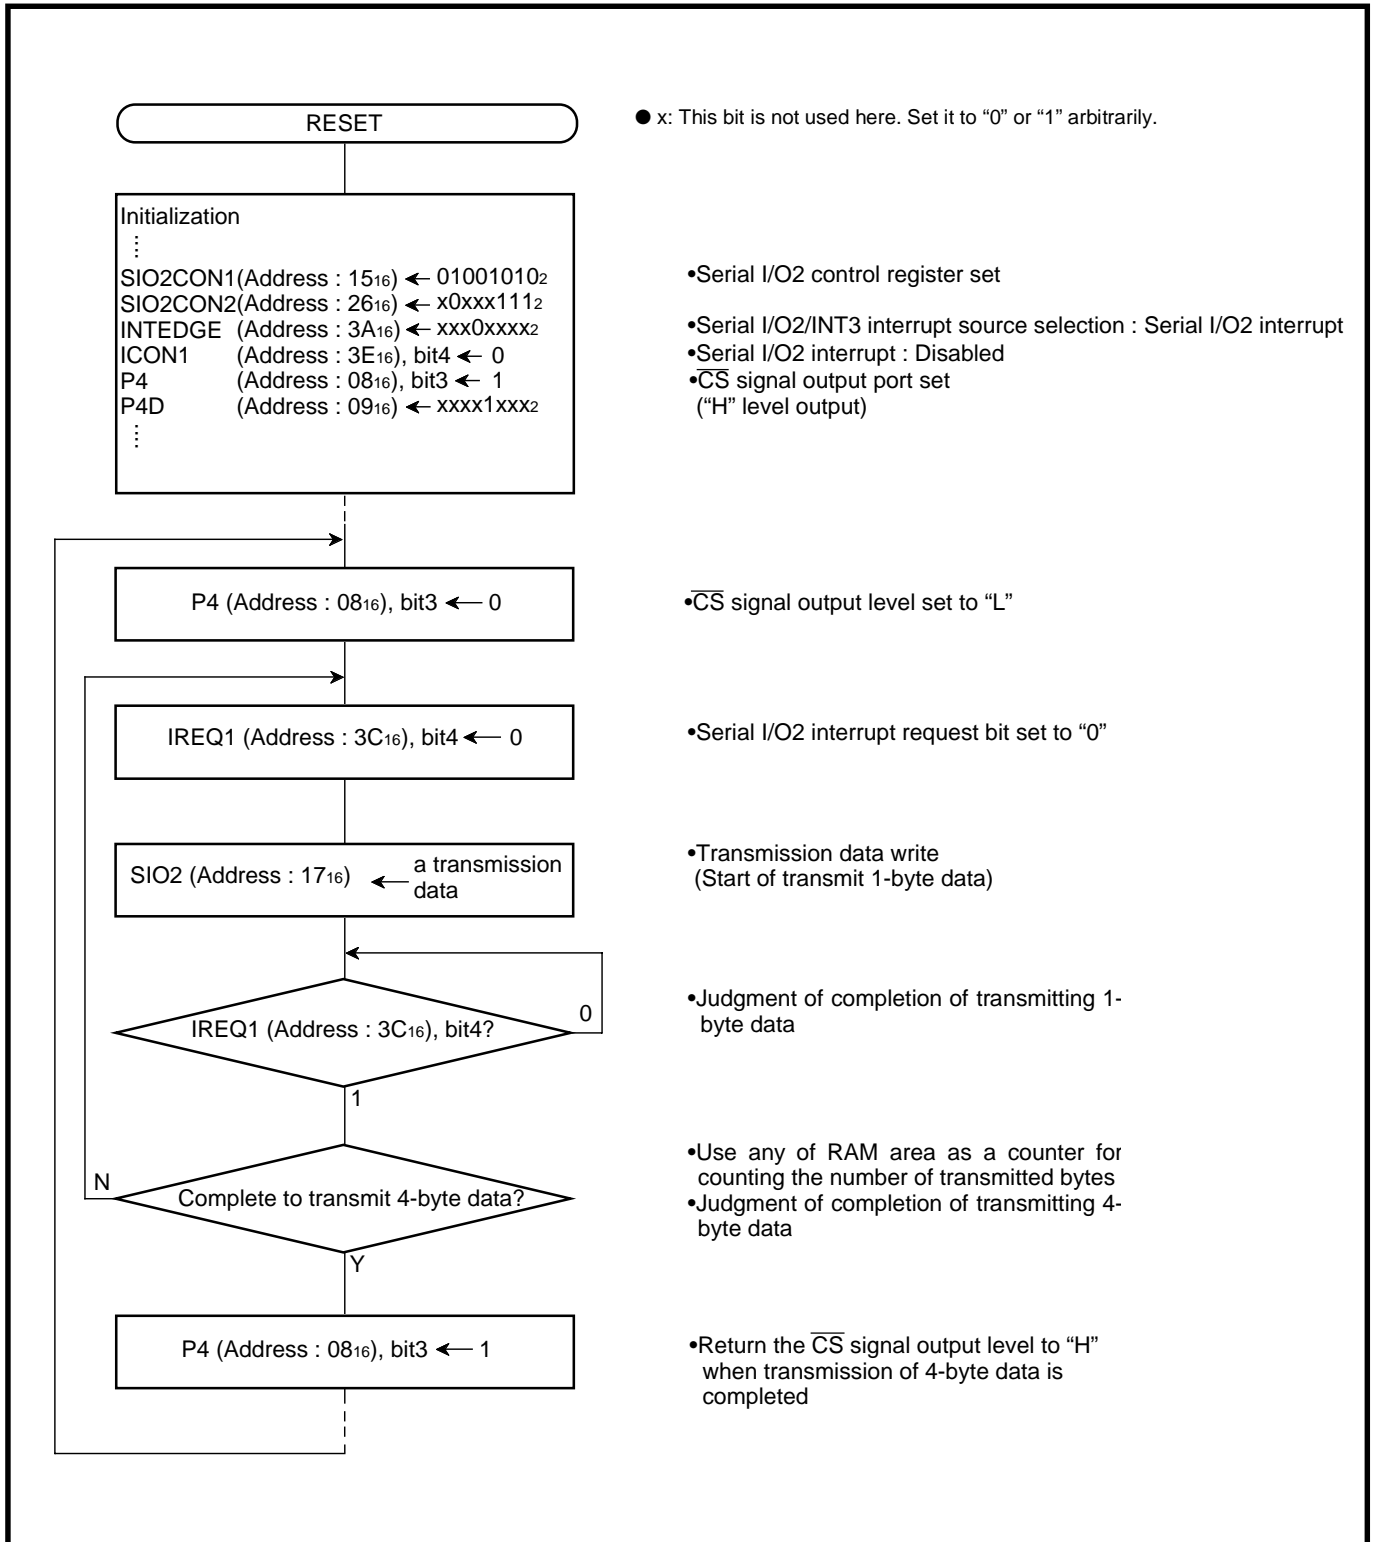 RESET
● x: This bit is not used here. Set it to “0” or “1” arbitrarily.
Initialization
⋮
SIO2CON1(Address : 15₁₆) ← 01001010₂
•Serial I/O2 control register set
SIO2CON2(Address : 26₁₆) ← x0xxx111₂
INTEDGE (Address : 3A₁₆) ← xxx0xxxx₂
•Serial I/O2/INT3 interrupt source selection : Serial I/O2 interrupt
ICON1 (Address : 3E₁₆), bit4 ← 0
•Serial I/O2 interrupt : Disabled
P4 (Address : 08₁₆), bit3 ← 1
•C̅S̅ signal output port set
P4D (Address : 09₁₆) ← xxxx1xxx₂
(“H” level output)
⋮
P4 (Address : 08₁₆), bit3 ← 0
•C̅S̅ signal output level set to “L”
IREQ1 (Address : 3C₁₆), bit4 ← 0
•Serial I/O2 interrupt request bit set to “0”
SIO2 (Address : 17₁₆) ← a transmission
data
•Transmission data write
(Start of transmit 1-byte data)
IREQ1 (Address : 3C₁₆), bit4?
0
1
•Judgment of completion of transmitting 1-
byte data
N
Complete to transmit 4-byte data?
Y
•Use any of RAM area as a counter for
counting the number of transmitted bytes
•Judgment of completion of transmitting 4-
byte data
P4 (Address : 08₁₆), bit3 ← 1
•Return the C̅S̅ signal output level to “H”
when transmission of 4-byte data is
completed